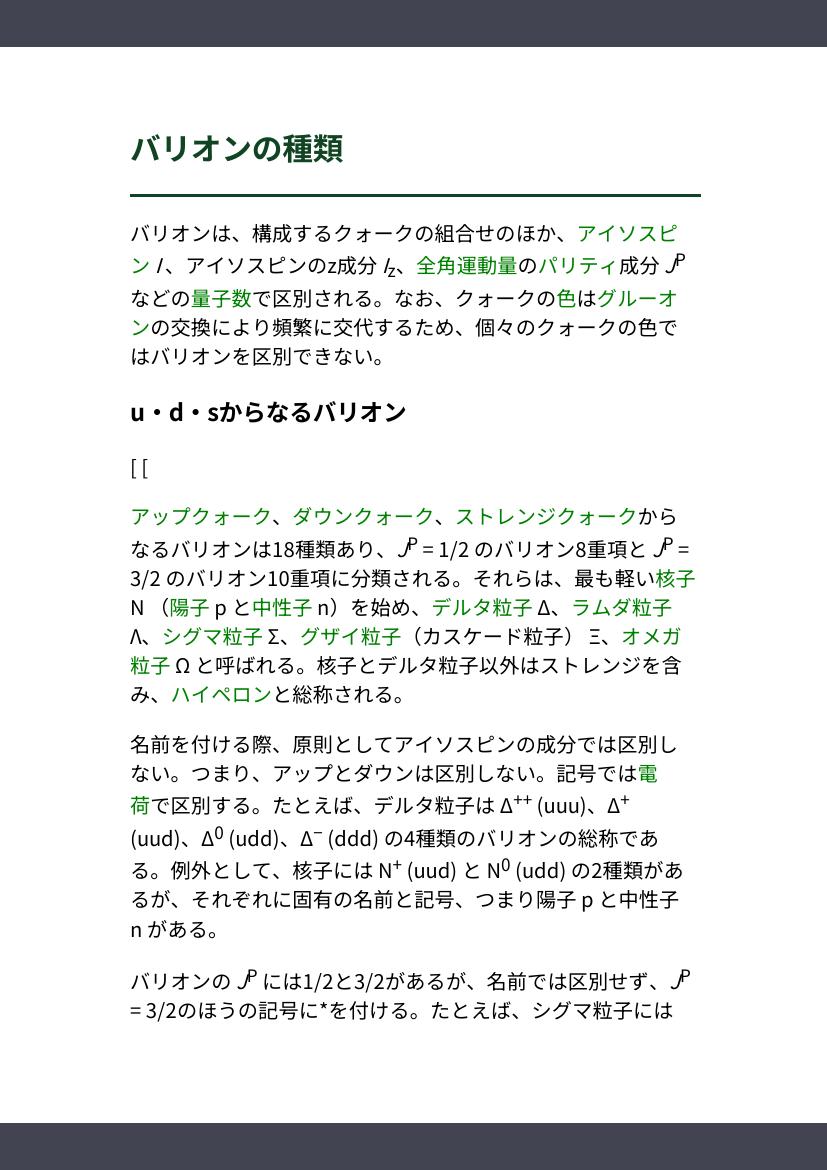 バリオンの種類
バリオンは、構成するクォークの組合せのほか、アイソスピ
ン I、アイソスピンのz成分 Iz、全角運動量のパリティ成分 Jᴾ
などの量子数で区別される。なお、クォークの色はグルーオ
ンの交換により頻繁に交代するため、個々のクォークの色で
はバリオンを区別できない。
u・d・sからなるバリオン
[ [
アップクォーク、ダウンクォーク、ストレンジクォークから
なるバリオンは18種類あり、Jᴾ = 1/2 のバリオン8重項と Jᴾ =
3/2 のバリオン10重項に分類される。それらは、最も軽い核子
N （陽子 p と中性子 n）を始め、デルタ粒子 Δ、ラムダ粒子
Λ、シグマ粒子 Σ、グザイ粒子（カスケード粒子） Ξ、オメガ
粒子 Ω と呼ばれる。核子とデルタ粒子以外はストレンジを含
み、ハイペロンと総称される。
名前を付ける際、原則としてアイソスピンの成分では区別し
ない。つまり、アップとダウンは区別しない。記号では電
荷で区別する。たとえば、デルタ粒子は Δ⁺⁺ (uuu)、Δ⁺
(uud)、Δ⁰ (udd)、Δ⁻ (ddd) の4種類のバリオンの総称であ
る。例外として、核子には N⁺ (uud) と N⁰ (udd) の2種類があ
るが、それぞれに固有の名前と記号、つまり陽子 p と中性子
n がある。
バリオンの Jᴾ には1/2と3/2があるが、名前では区別せず、Jᴾ
= 3/2のほうの記号に*を付ける。たとえば、シグマ粒子には